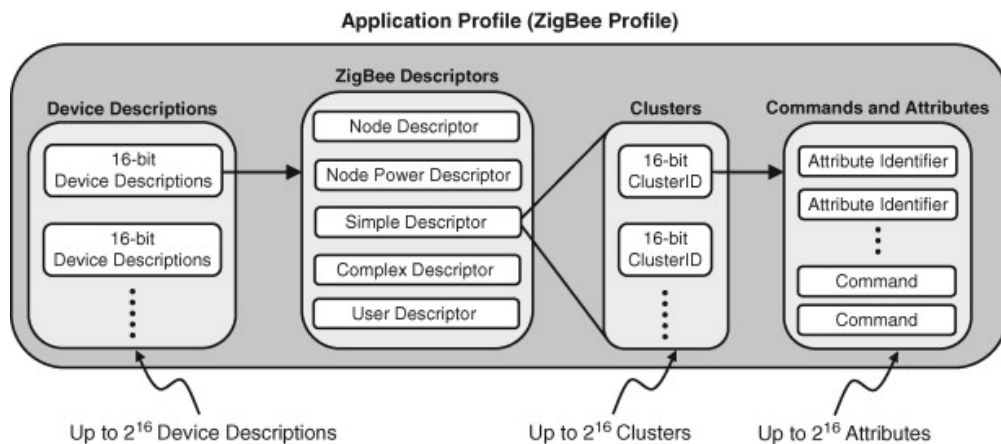 Application Profile (ZigBee Profile)
Device Descriptions
16-bit
Device Descriptions
16-bit
Device Descriptions
ZigBee Descriptors
Node Descriptor
Node Power Descriptor
Simple Descriptor
Complex Descriptor
User Descriptor
Clusters
16-bit
ClusterID
16-bit
ClusterID
Commands and Attributes
Attribute Identifier
Attribute Identifier
Command
Command
Up to 2¹⁶ Device Descriptions
Up to 2¹⁶ Clusters
Up to 2¹⁶ Attributes